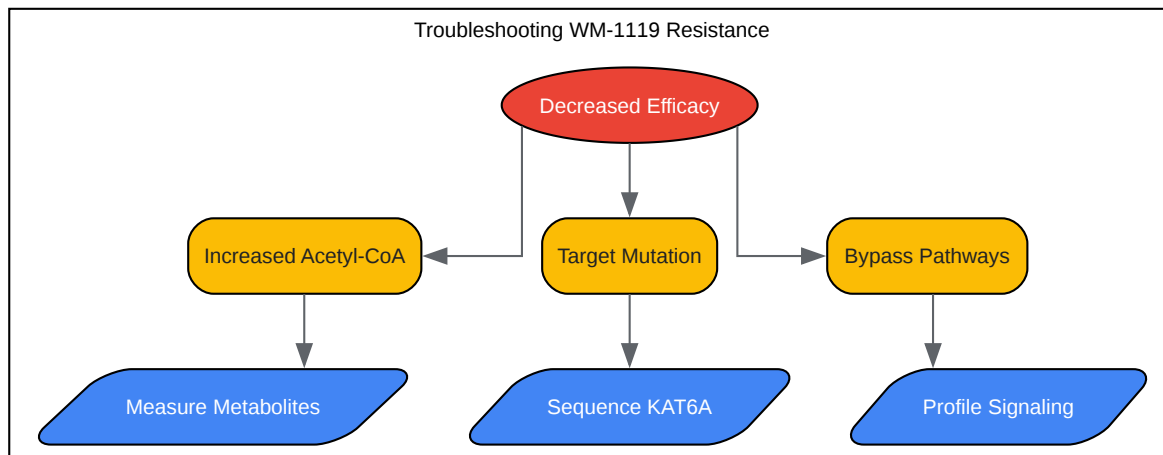 Troubleshooting WM-1119 Resistance
Decreased Efficacy
Increased Acetyl-CoA
Target Mutation
Bypass Pathways
Measure Metabolites
Sequence KAT6A
Profile Signaling